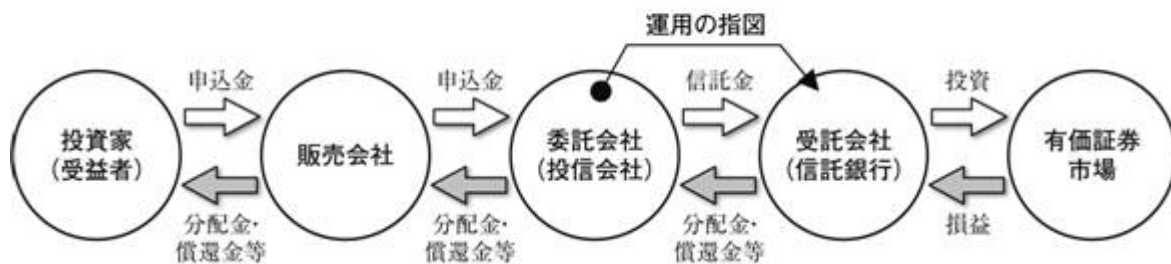 運用の指図
申込金
申込金
信託金
投資
投資家
（受益者）
販売会社
委託会社
（投信会社）
受託会社
（信託銀行）
有価証券
市場
分配金・
償還金等
分配金・
償還金等
分配金・
償還金等
損益